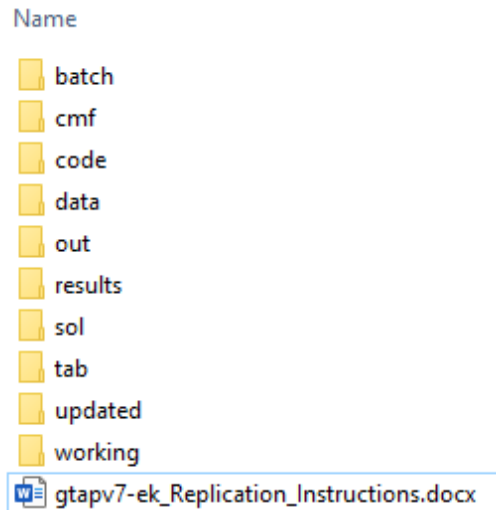 Name
batch
cmf
code
data
out
results
sol
tab
updated
working
gtapv7-ek_Replication_Instructions.docx